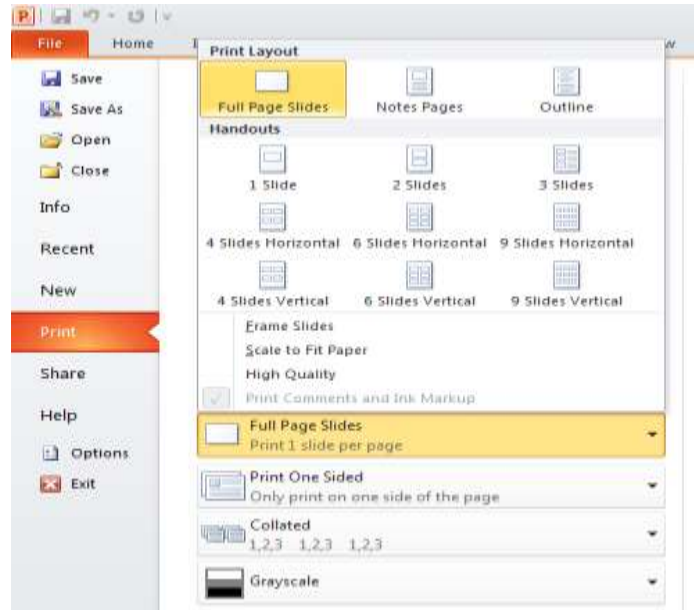 P
File Home
Save
Save As
Open
Close
Info
Recent
New
Print
Share
Help
Options
Exit
Print Layout
Full Page Slides Notes Pages Outline
Handouts
1 Slide 2 Slides 3 Slides
4 Slides Horizontal 6 Slides Horizontal 9 Slides Horizontal
4 Slides Vertical 6 Slides Vertical 9 Slides Vertical
Frame Slides
Scale to Fit Paper
High Quality
Print Comments and Ink Markup
Full Page Slides
Print 1 slide per page
Print One Sided
Only print on one side of the page
Collated
1,2,3 1,2,3 1,2,3
Grayscale